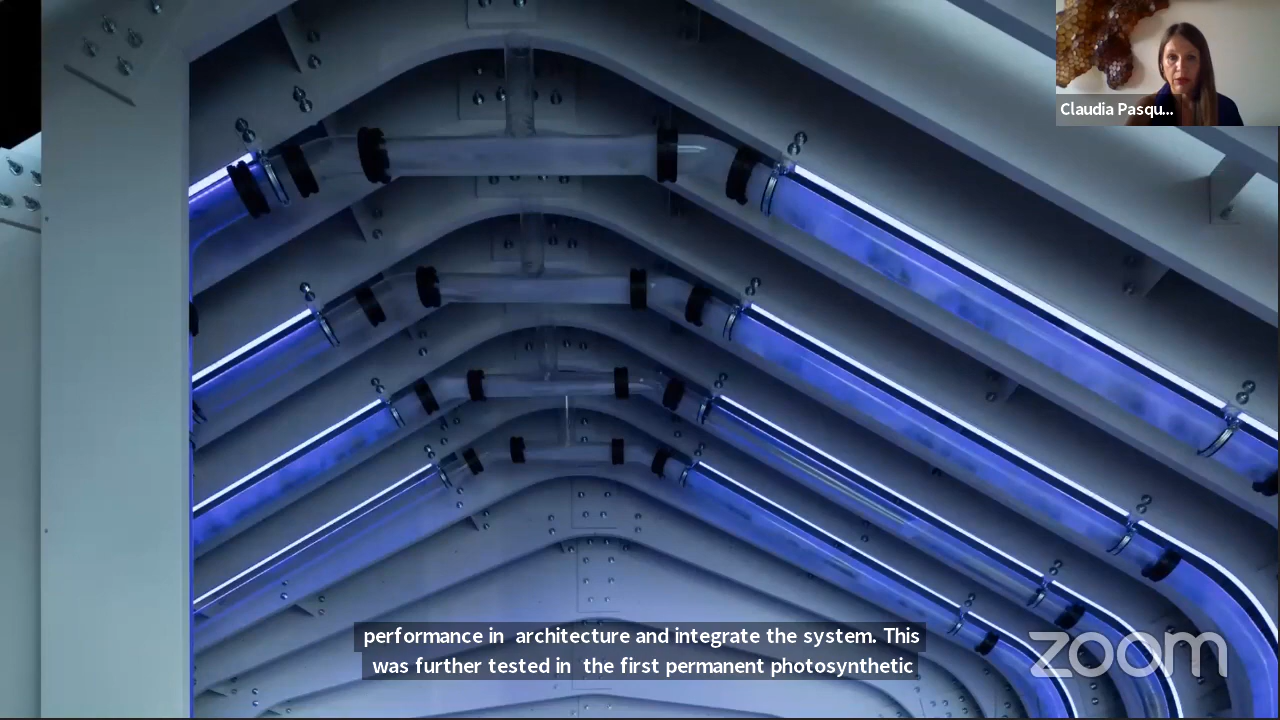 Claudia Pasqu...
performance in architecture and integrate the system. This
was further tested in the first permanent photosynthetic
zoom